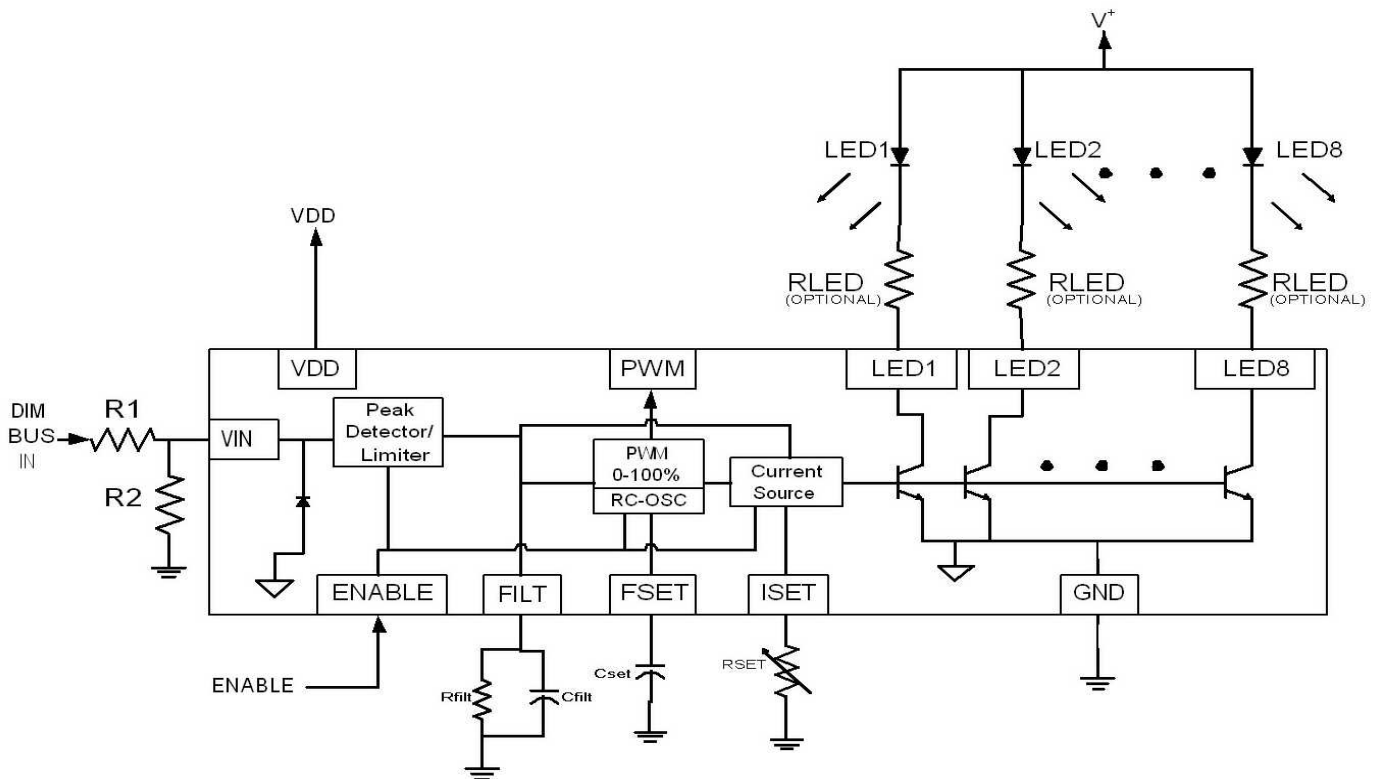 V+
LED1
LED2
LED8
VDD
RLED
(OPTIONAL)
RLED
(OPTIONAL)
RLED
(OPTIONAL)
VDD
PWM
LED1
LED2
LED8
DIM
BUS
IN
R1
R2
VIN
Peak
Detector/
Limiter
PWM
0-100%
RC-OSC
Current
Source
ENABLE
FILT
FSET
ISET
GND
ENABLE
Rfilt
Cfilt
Cset
RSET